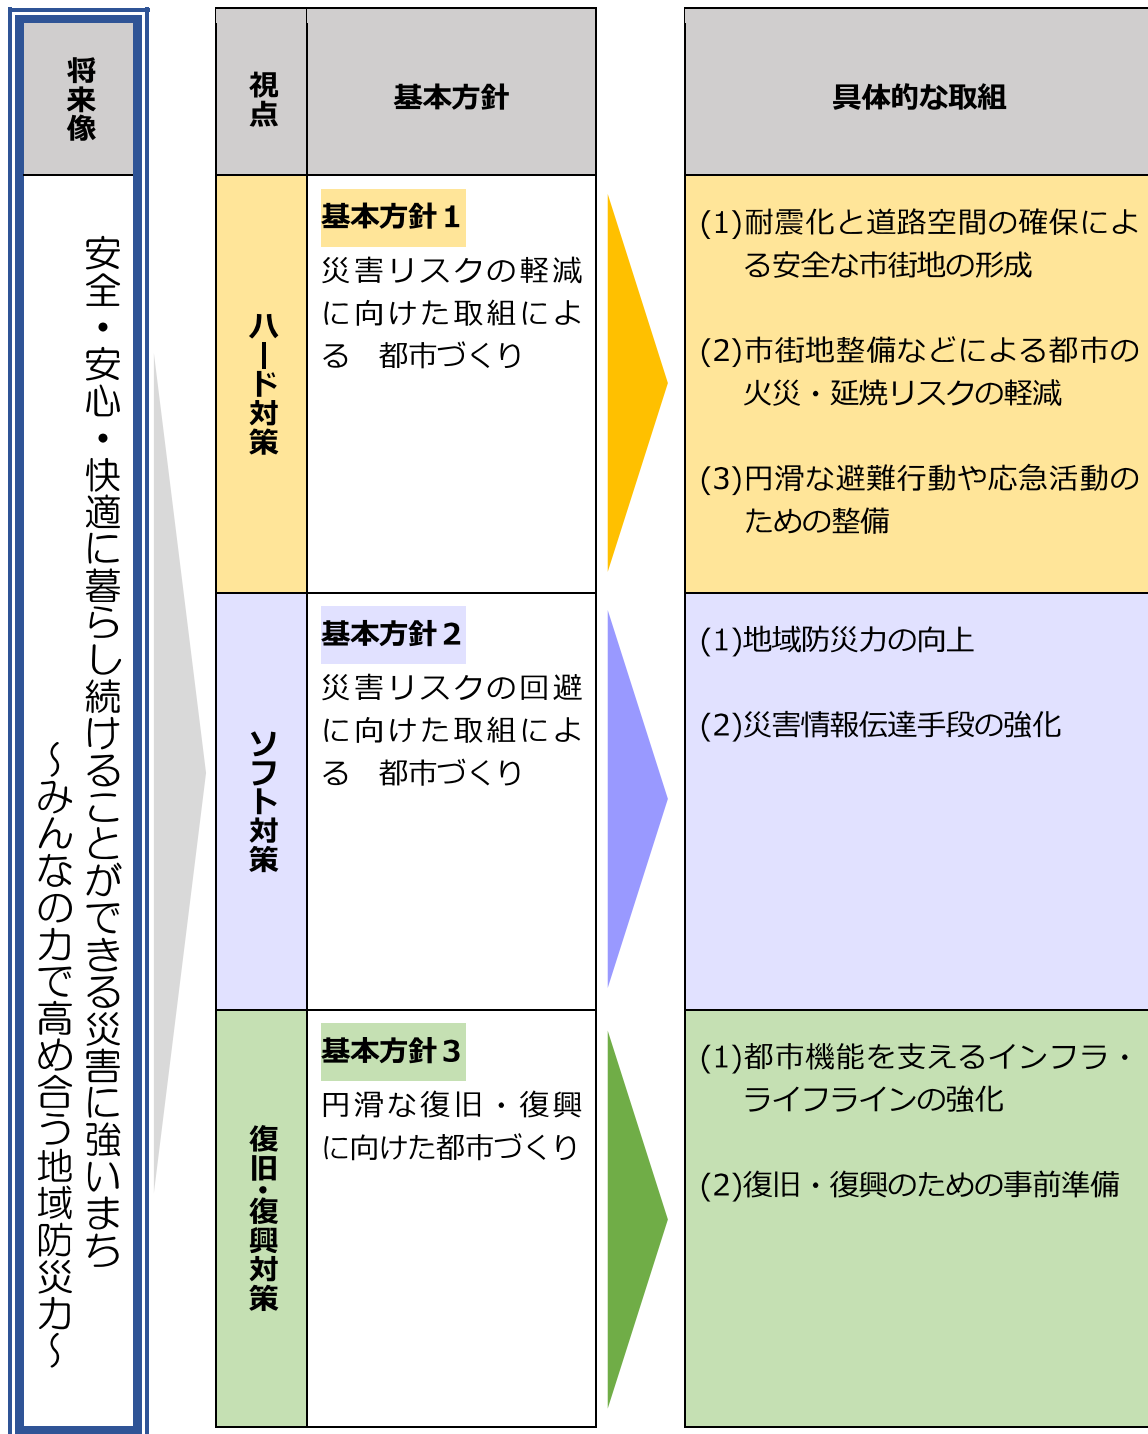 将来像
安全・安心・快適に暮らし続けることができる災害に強いまち
～みんなの力で高め合う地域防災力～
視点
基本方針
具体的な取組
ハード対策
基本方針１
災害リスクの軽減
に向けた取組によ
る　都市づくり
(1)耐震化と道路空間の確保によ
る安全な市街地の形成
(2)市街地整備などによる都市の
火災・延焼リスクの軽減
(3)円滑な避難行動や応急活動の
ための整備
ソフト対策
基本方針２
災害リスクの回避
に向けた取組によ
る　都市づくり
(1)地域防災力の向上
(2)災害情報伝達手段の強化
復旧・復興対策
基本方針３
円滑な復旧・復興
に向けた都市づくり
(1)都市機能を支えるインフラ・
ライフラインの強化
(2)復旧・復興のための事前準備